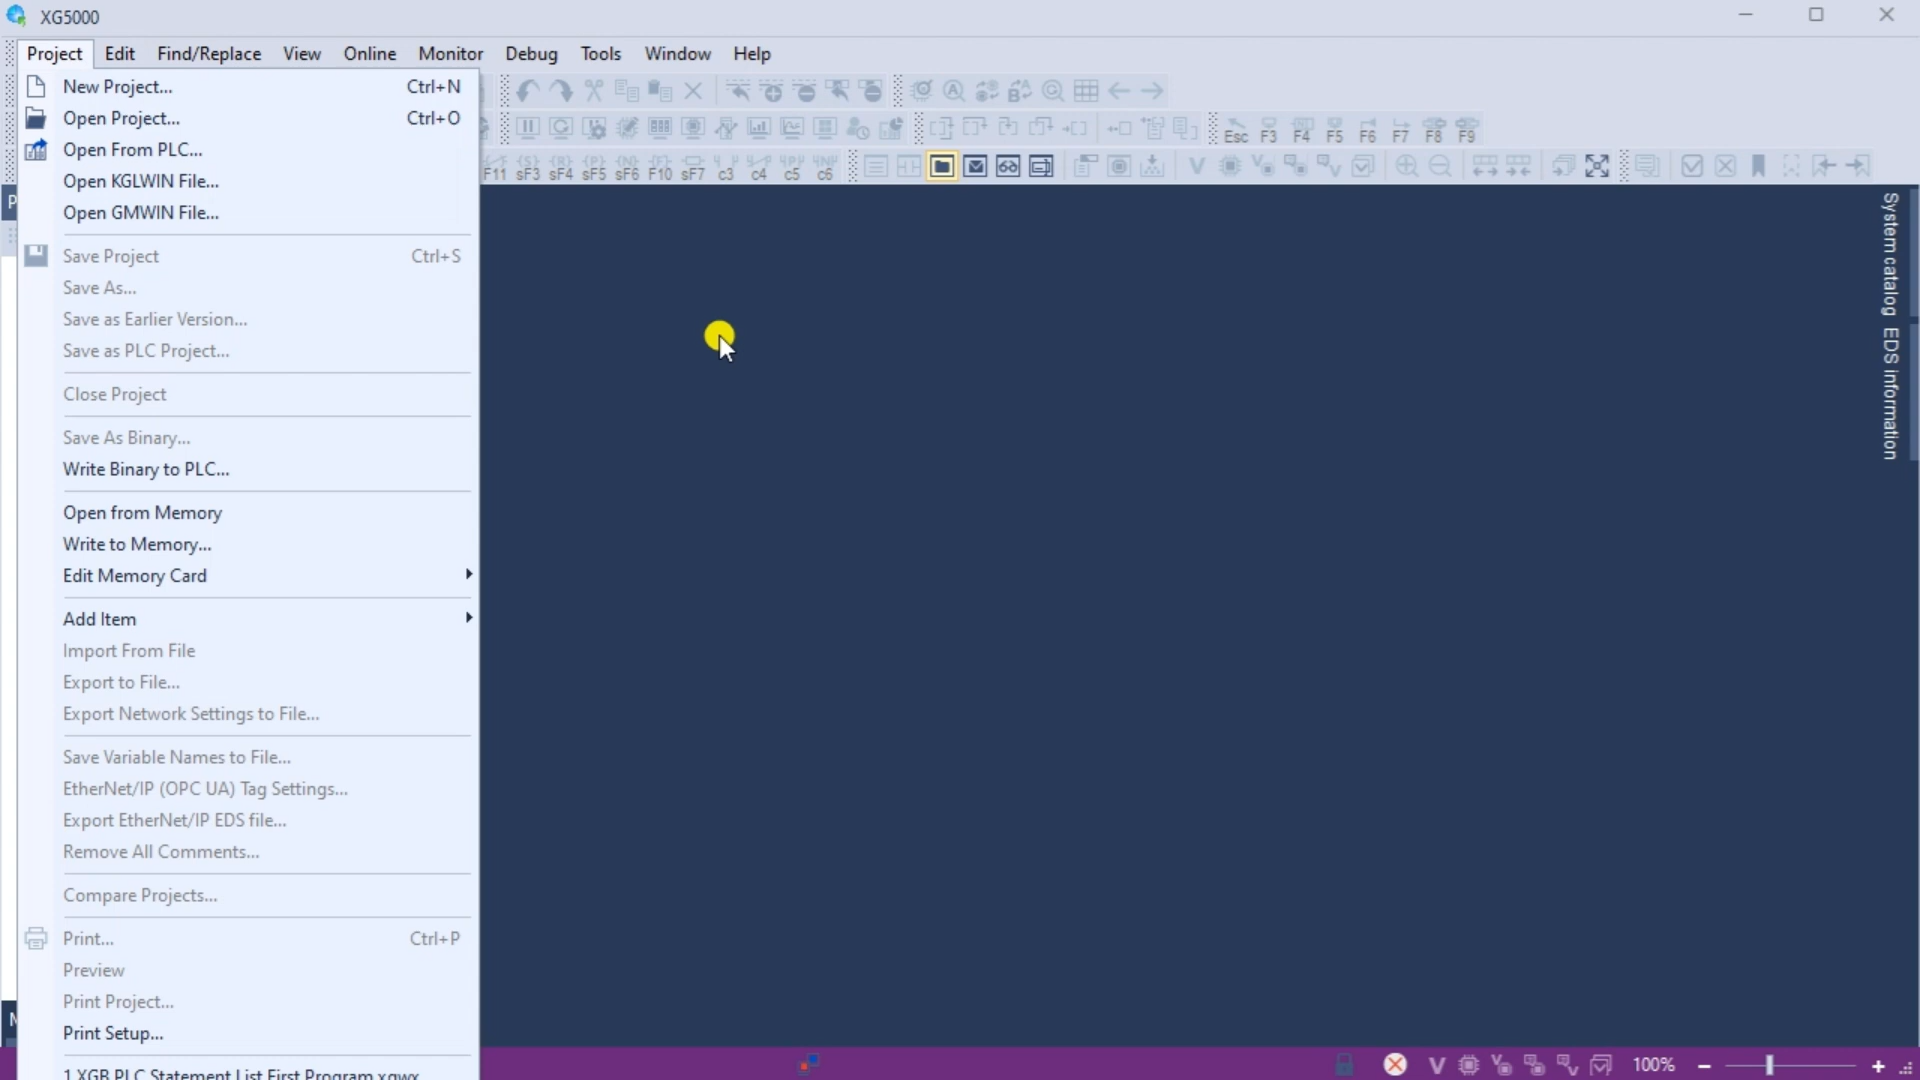 XG5000
Project Edit Find/Replace View Online Monitor Debug Tools Window Help
New Project... Ctrl+N
Open Project... Ctrl+O
Open From PLC...
Open KGLWIN File...
Open GMWIN File...
Save Project Ctrl+S
Save As...
Save as Earlier Version...
Save as PLC Project...
Close Project
Save As Binary...
Write Binary to PLC...
Open from Memory
Write to Memory...
Edit Memory Card
Add Item
Import From File
Export to File...
Export Network Settings to File...
Save Variable Names to File...
EtherNet/IP (OPC UA) Tag Settings...
Export EtherNet/IP EDS file...
Remove All Comments...
Compare Projects...
Print... Ctrl+P
Preview
Print Project...
Print Setup...
1 XGB PLC Statement List First Program.xgwx
Esc F3 F4 F5 F6 F7 F8 F9
F11 sF3 sF4 sF5 sF6 F10 sF7 c3 c4 c5 c6
System catalog
EDS information
100%